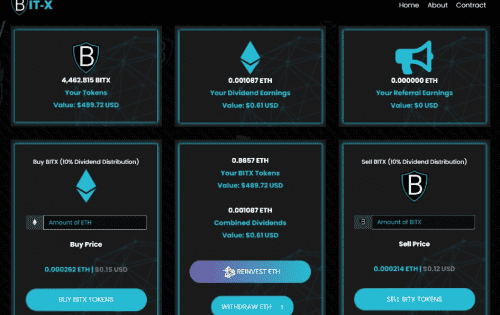 BIT-X
Home About Contract
4,462.815 BITX
Your Tokens
Value: $489.72 USD
0.000087 ETH
Your Dividend Earnings
Value: $0.61 USD
0.000000 ETH
Your Referral Earnings
Value: $0 USD
Buy BITX (10% Dividend Distribution)
Amount of ETH
Buy Price
0.000262 ETH | $0.15 USD
BUY BITX TOKENS
0.8657 ETH
Your BITX Tokens
Value: $489.72 USD
0.001087 ETH
Combined Dividends
Value: $0.61 USD
REINVEST ETH
WITHDRAW ETH
Sell BITX (10% Dividend Distribution)
B
Amount of BITX
Sell Price
0.000214 ETH | $0.12 USD
SELL BITX TOKENS